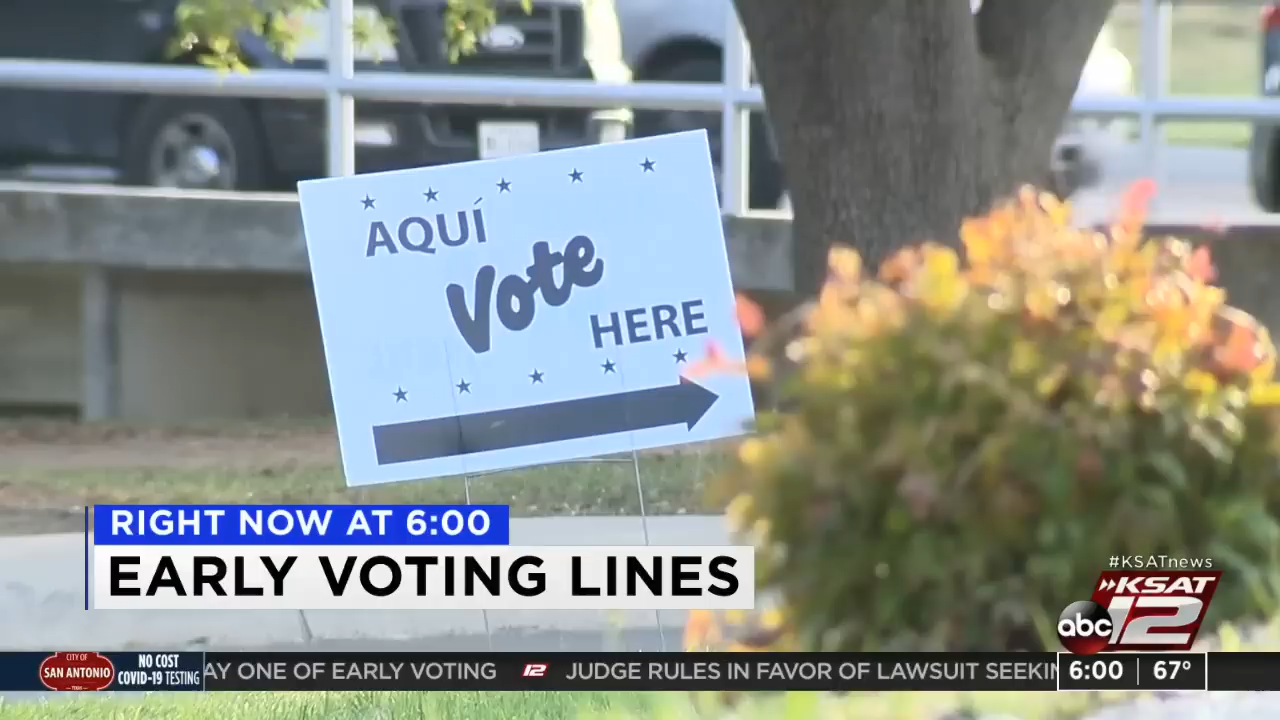 AQUÍ
Vote
HERE
RIGHT NOW AT 6:00
EARLY VOTING LINES
#KSATnews
KSAT
abc 12
CITY OF
SAN ANTONIO
NO COST
COVID-19 TESTING
AY ONE OF EARLY VOTING 12 JUDGE RULES IN FAVOR OF LAWSUIT SEEKIN
6:00 67°